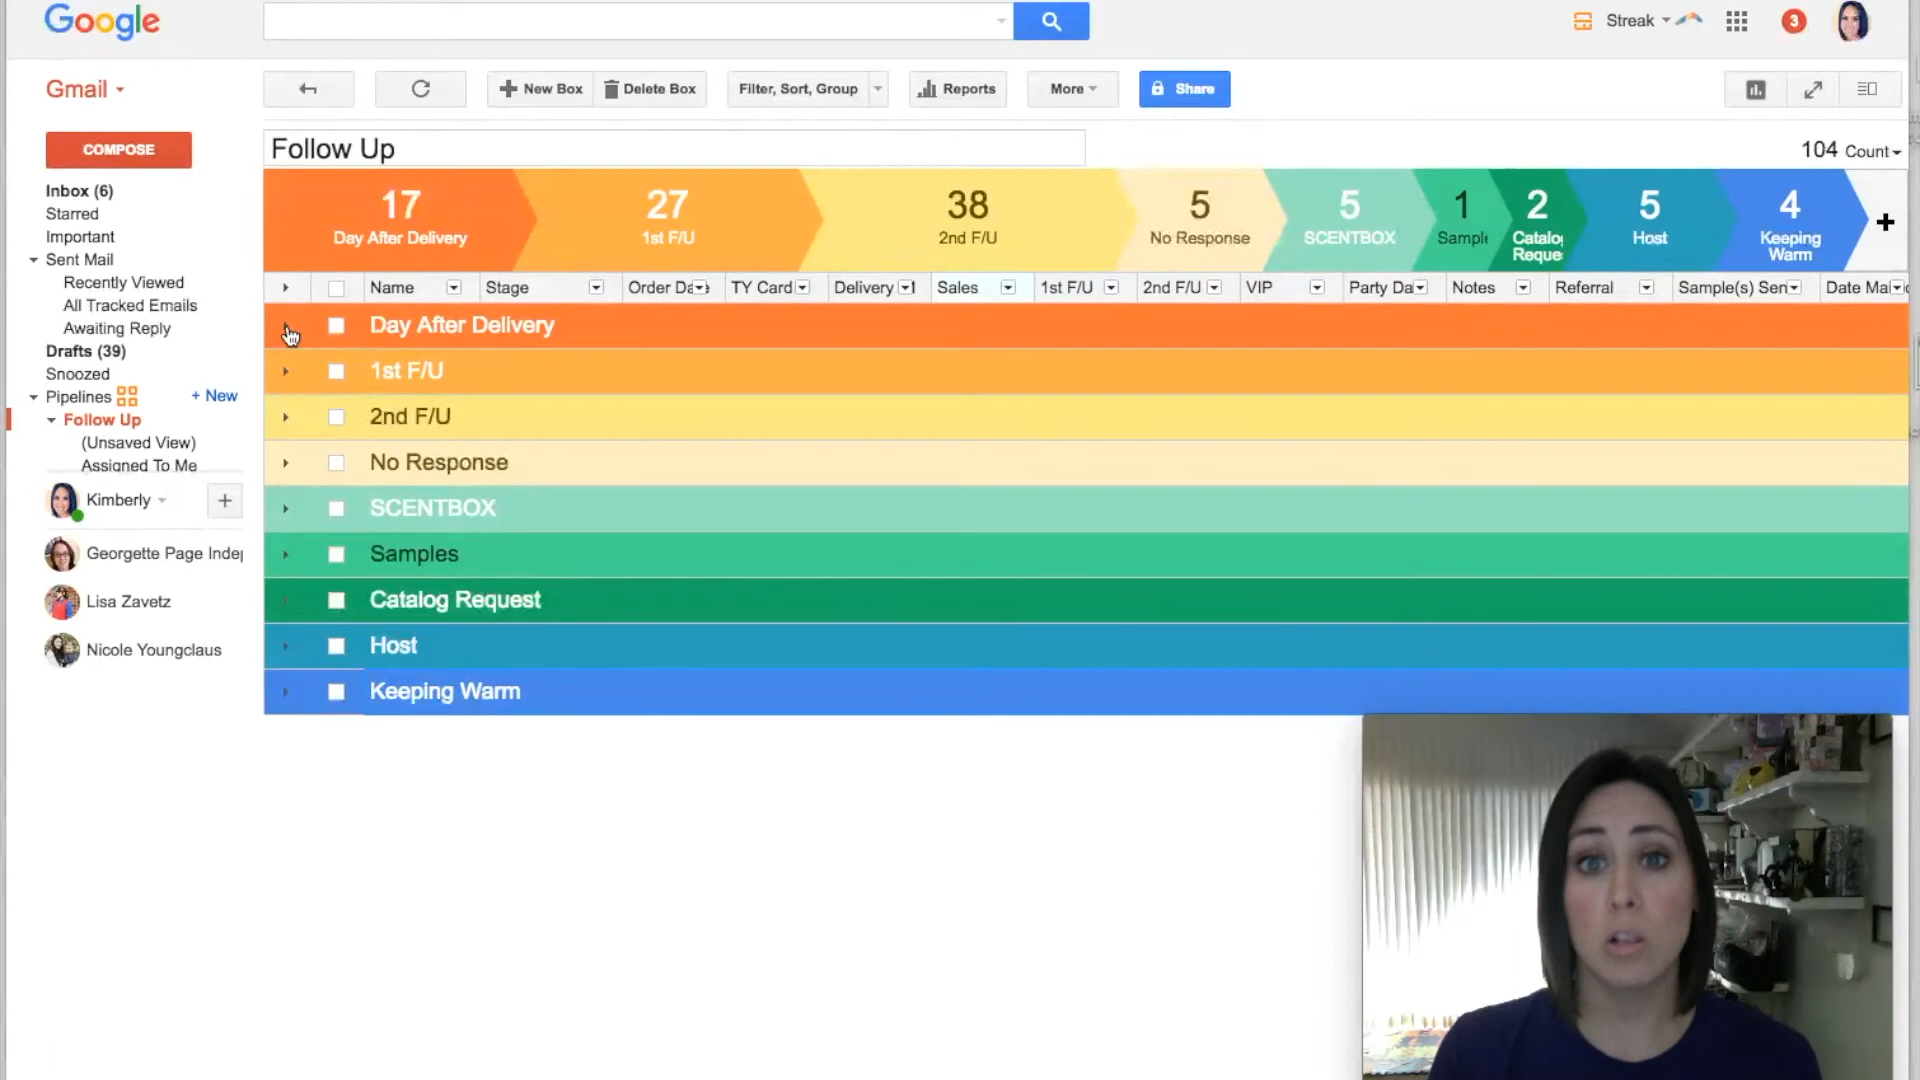 Google
Streak
3
Gmail
New Box
Delete Box
Filter, Sort, Group
Reports
More
Share
COMPOSE
Inbox (6)
Starred
Important
Sent Mail
Recently Viewed
All Tracked Emails
Awaiting Reply
Drafts (39)
Snoozed
Pipelines
+ New
Follow Up
(Unsaved View)
Assigned To Me
Kimberly
Georgette Page Inde
Lisa Zavetz
Nicole Youngclaus
Follow Up
104 Count
17
Day After Delivery
27
1st F/U
38
2nd F/U
5
No Response
5
SCENTBOX
1
Sampl
2
Catalo
Reque
5
Host
4
Keeping
Warm
+
Name
Stage
Order Da
TY Card
Delivery
Sales
1st F/U
2nd F/U
VIP
Party Da
Notes
Referral
Sample(s) Sen
Date Ma
Day After Delivery
1st F/U
2nd F/U
No Response
SCENTBOX
Samples
Catalog Request
Host
Keeping Warm